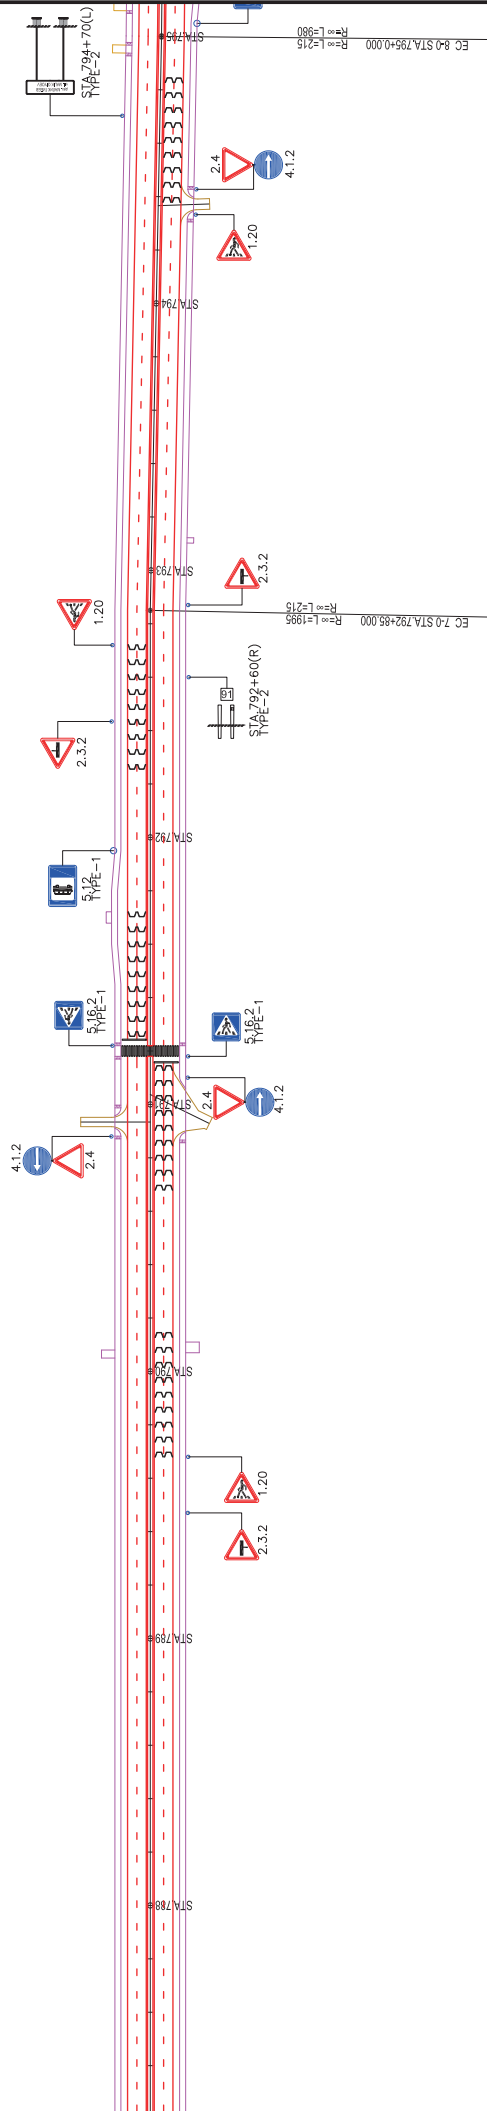 STA.794+70(L)
TYPE-2
STA.795
R=∞ L=980
R=∞ L=215
EC 8-0 STA.795+0.000
2.4
4.1.2
1.20
STA.794
2.3.2
STA.793
R=∞ L=215
R=∞ L=1995
EC 7-0 STA.792+85.000
1.20
91
STA.792+60(R)
TYPE-2
2.3.2
STA.792
5.12
TYPE-1
5.16.2
TYPE-1
5.16.2
TYPE-1
2.4
4.1.2
STA.791
4.1.2
2.4
STA.790
1.20
2.3.2
STA.789
STA.788